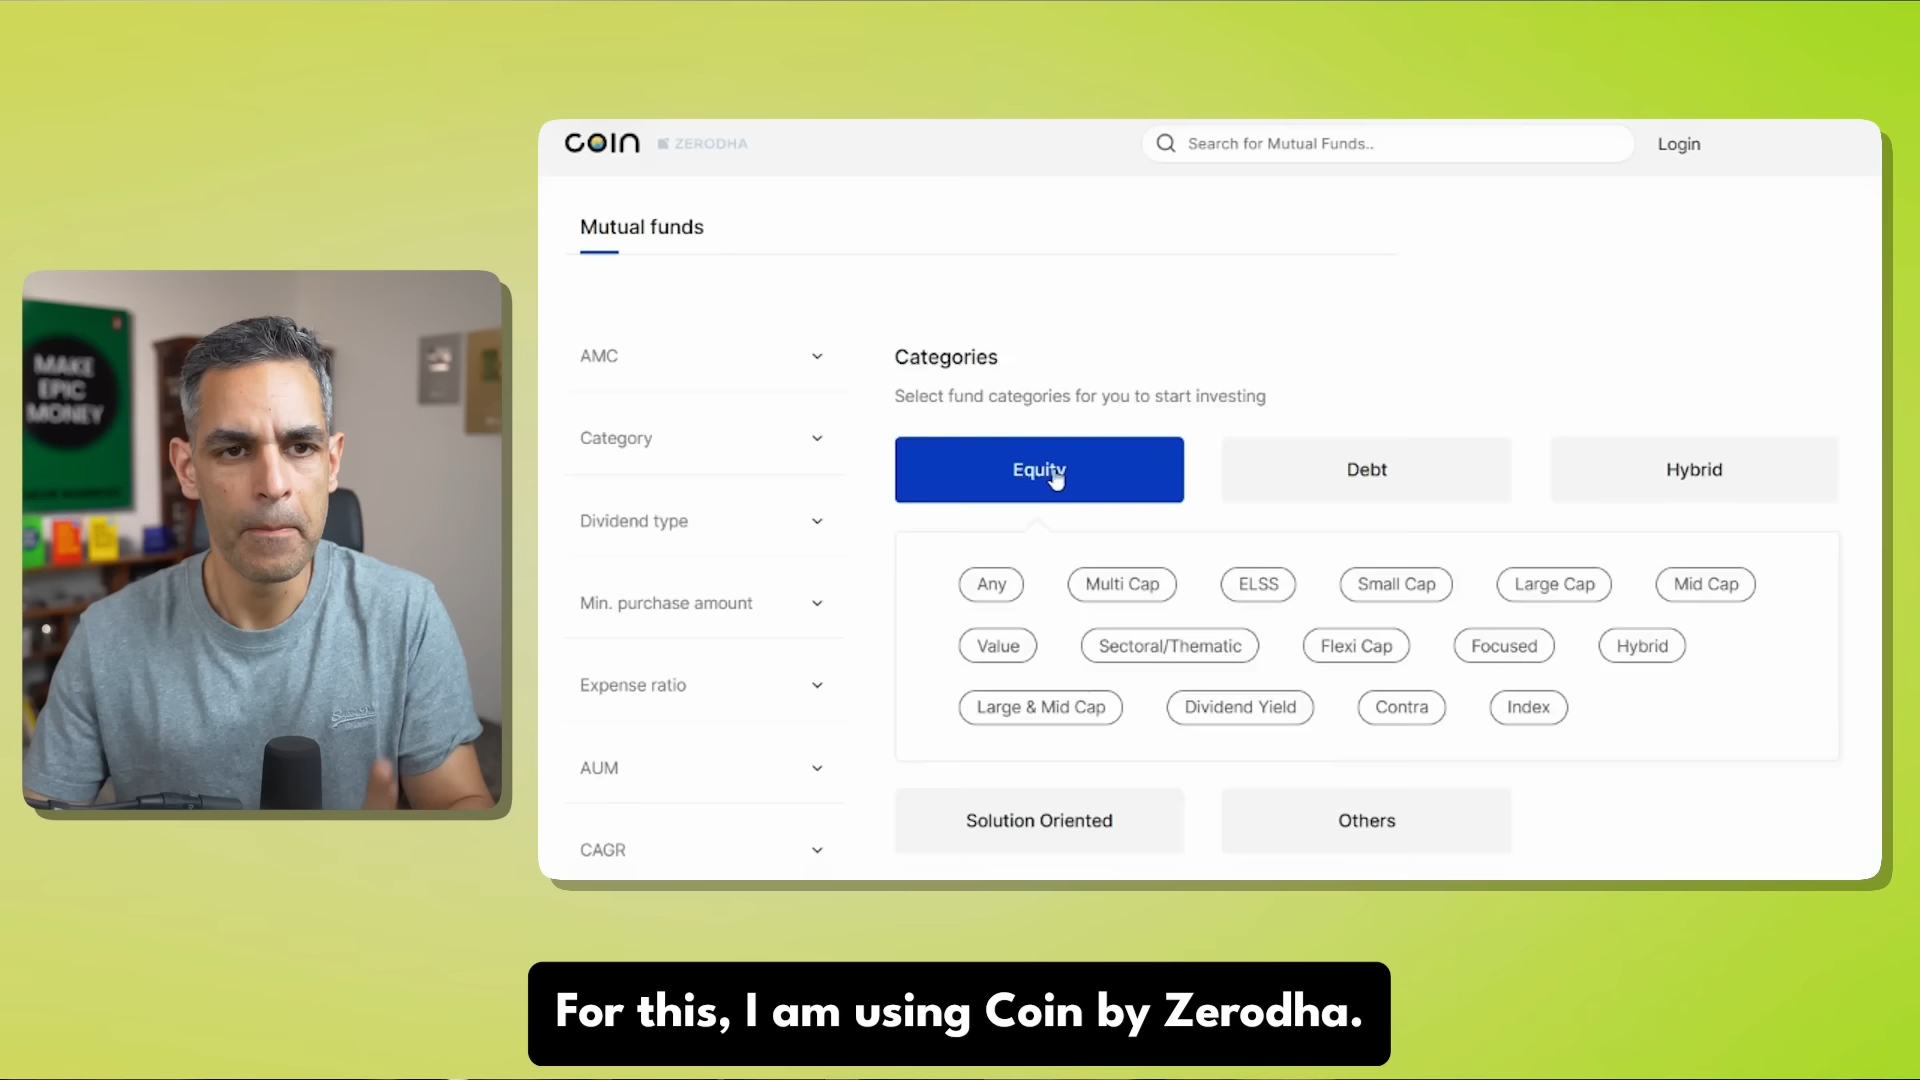 COIN ZERODHA
Search for Mutual Funds..
Login
Mutual funds
AMC
Category
Dividend type
Min. purchase amount
Expense ratio
AUM
CAGR
Categories
Select fund categories for you to start investing
Equity
Debt
Hybrid
Any
Multi Cap
ELSS
Small Cap
Large Cap
Mid Cap
Value
Sectoral/Thematic
Flexi Cap
Focused
Hybrid
Large & Mid Cap
Dividend Yield
Contra
Index
Solution Oriented
Others
MAKE
EPIC
MONEY
For this, I am using Coin by Zerodha.